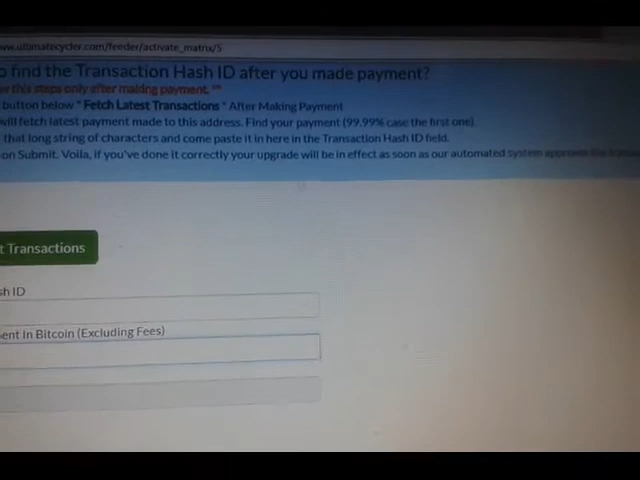 ww.ultimatecycler.com/feeder/activate_matrix/5
o find the Transaction Hash ID after you made payment?
w this steps only after making payment. **
button below " Fetch Latest Transactions " After Making Payment
will fetch latest payment made to this address. Find your payment (99.99% case the first one).
that long string of characters and come paste it in here in the Transaction Hash ID field.
on Submit. Voila, if you've done it correctly your upgrade will be in effect as soon as our automated system approves the
t Transactions
sh ID
ent In Bitcoin (Excluding Fees)